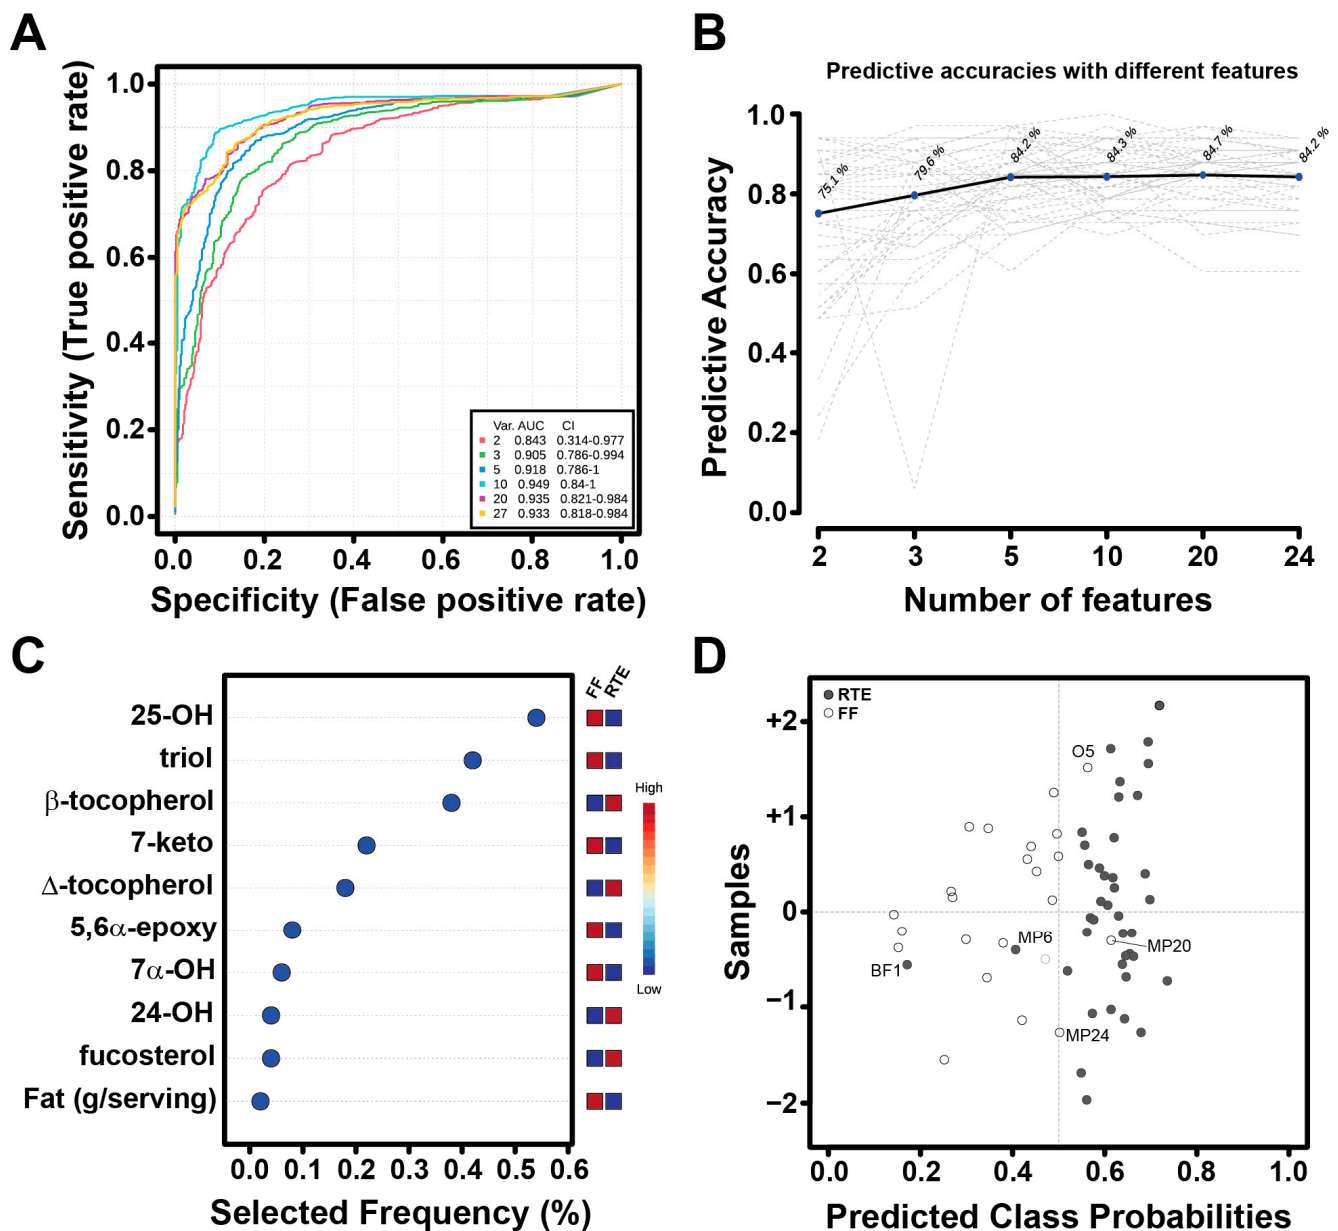 A
Sensitivity (True positive rate)
1.0
0.8
0.6
0.4
0.2
0.0
0.0 0.2 0.4 0.6 0.8 1.0
Specificity (False positive rate)
Var. AUC CI
2 0.843 0.314-0.977
3 0.905 0.786-0.994
5 0.918 0.786-1
10 0.949 0.84-1
20 0.935 0.821-0.984
27 0.933 0.818-0.984
B
Predictive accuracies with different features
Predictive Accuracy
1.0
0.8
0.6
0.4
0.2
0.0
75.1 %
79.6 %
84.2 %
84.3 %
84.7 %
84.2 %
2 3 5 10 20 24
Number of features
C
FF RTE
25-OH
triol
β-tocopherol
7-keto
Δ-tocopherol
5,6α-epoxy
7α-OH
24-OH
fucosterol
Fat (g/serving)
High
Low
0.0 0.1 0.2 0.3 0.4 0.5 0.6
Selected Frequency (%)
D
RTE
FF
Samples
+2
+1
0
−1
−2
O5
MP6
MP20
BF1
MP24
0.0 0.2 0.4 0.6 0.8 1.0
Predicted Class Probabilities